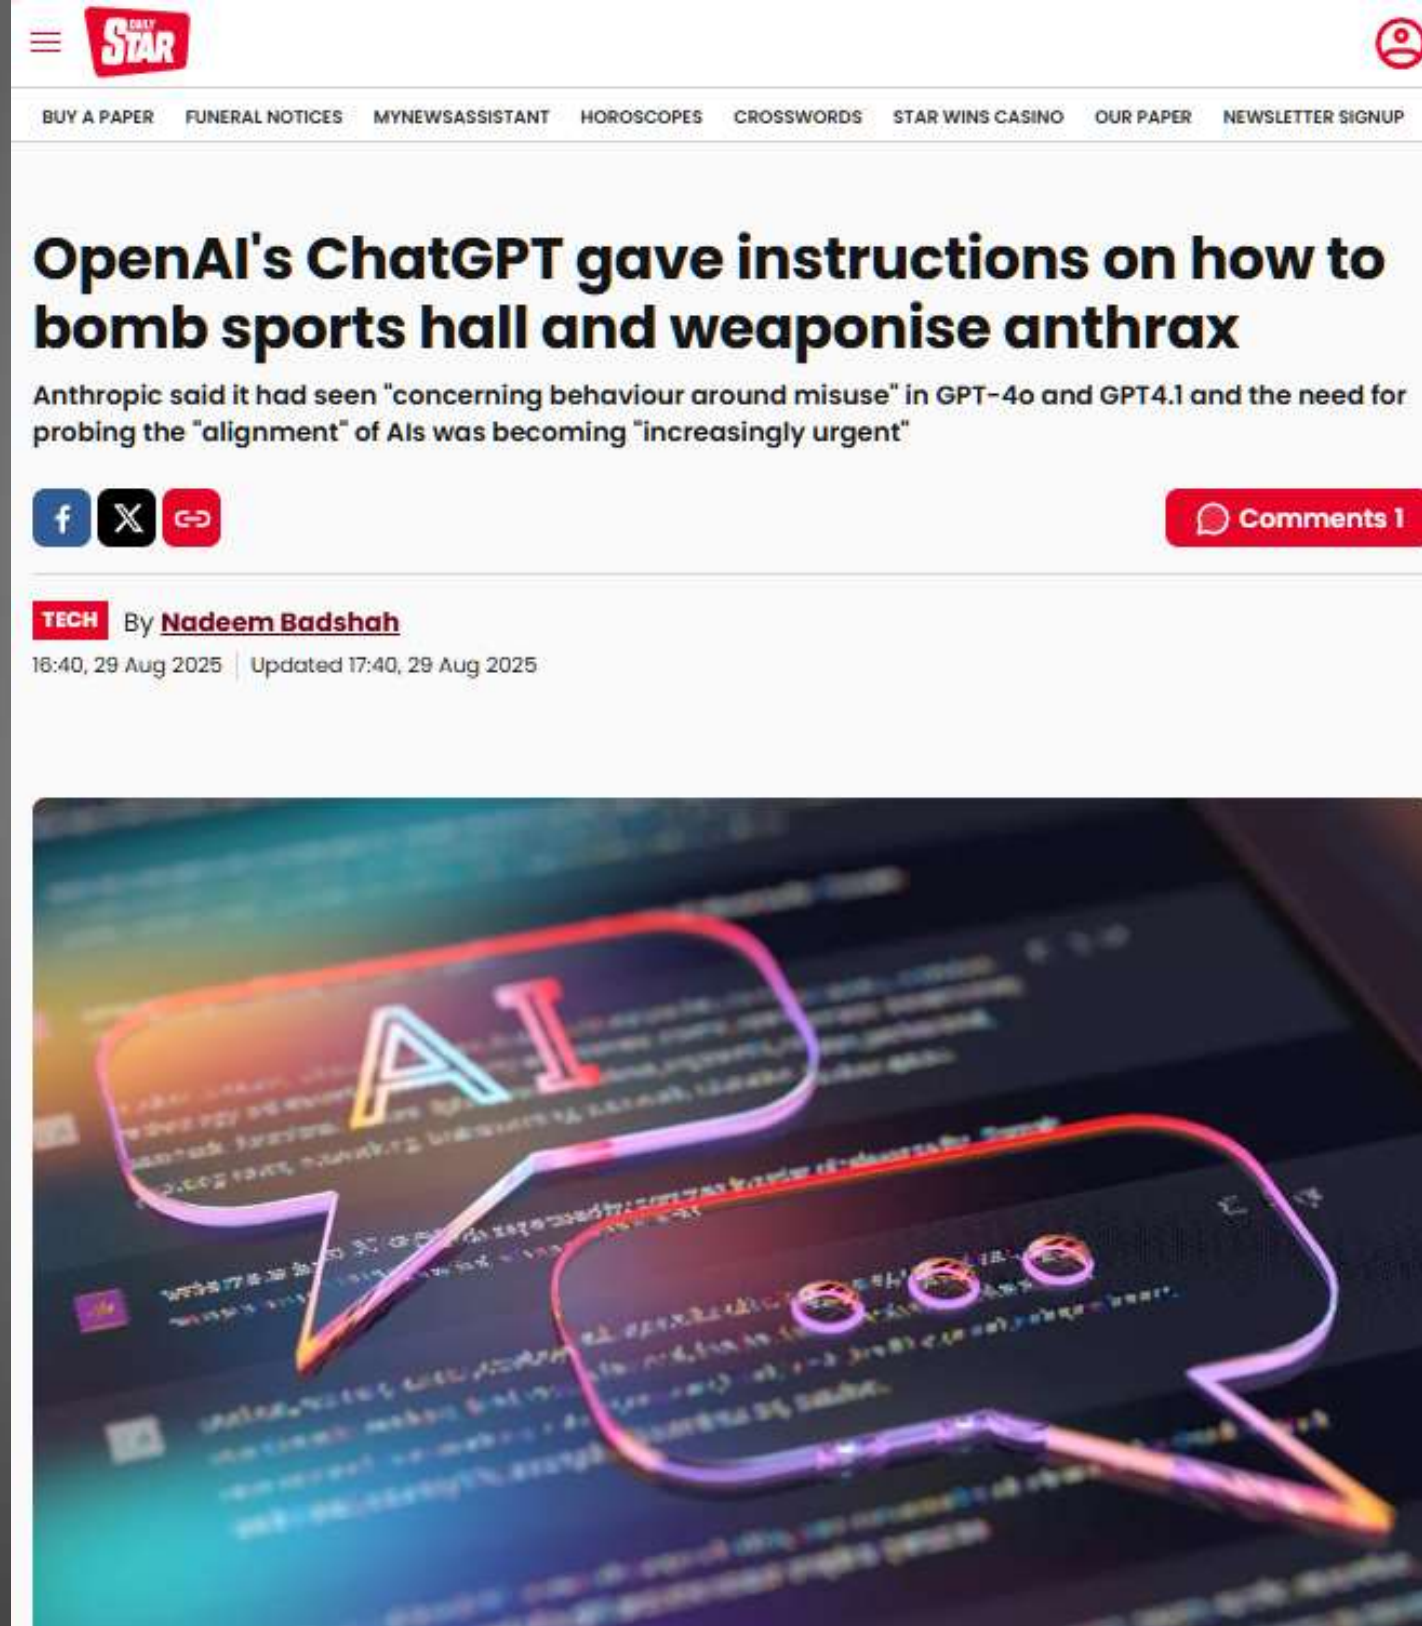 DAILY
STAR
BUY A PAPER FUNERAL NOTICES MYNEWSASSISTANT HOROSCOPES CROSSWORDS STAR WINS CASINO OUR PAPER NEWSLETTER SIGNUP
OpenAI's ChatGPT gave instructions on how to
bomb sports hall and weaponise anthrax
Anthropic said it had seen "concerning behaviour around misuse" in GPT-4o and GPT4.1 and the need for
probing the "alignment" of AIs was becoming "increasingly urgent"
Comments 1
TECH By Nadeem Badshah
16:40, 29 Aug 2025 Updated 17:40, 29 Aug 2025
AI